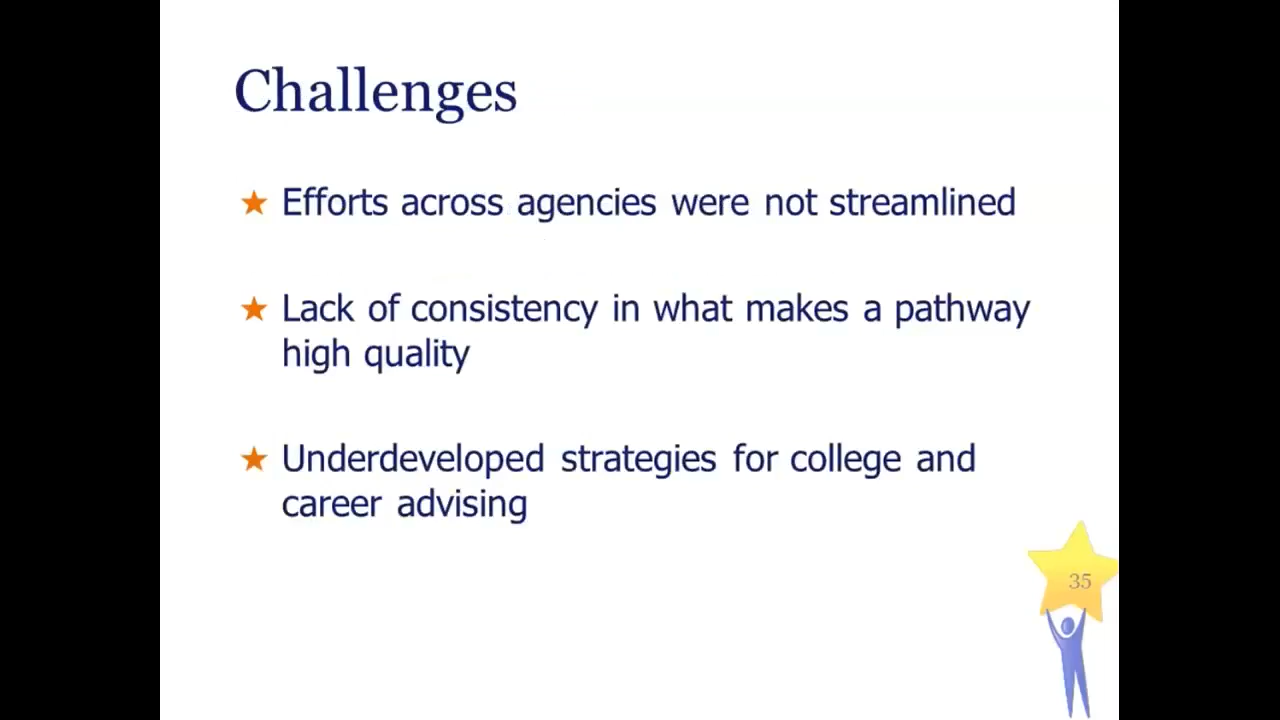 Challenges
Efforts across agencies were not streamlined
Lack of consistency in what makes a pathway
high quality
Underdeveloped strategies for college and
career advising
35